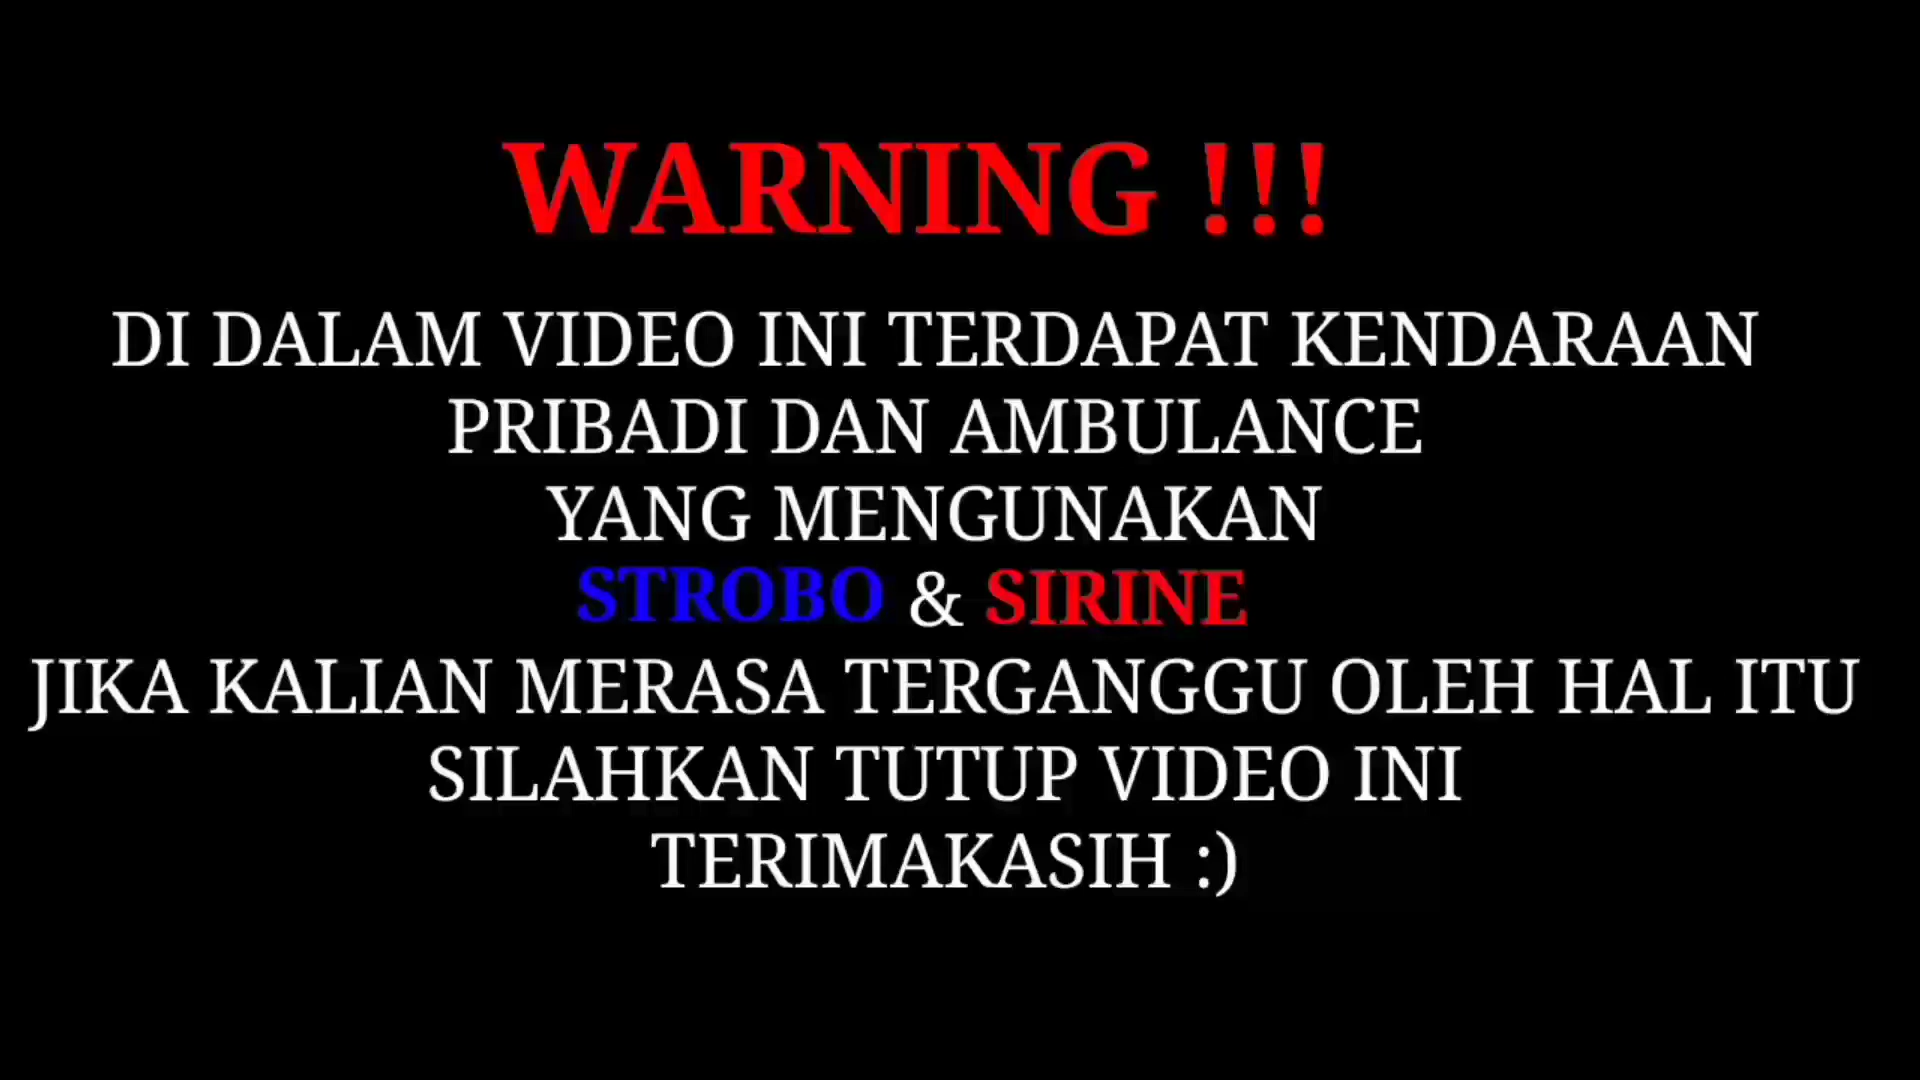 WARNING !!!
DI DALAM VIDEO INI TERDAPAT KENDARAAN
PRIBADI DAN AMBULANCE
YANG MENGUNAKAN
STROBO & SIRINE
JIKA KALIAN MERASA TERGANGGU OLEH HAL ITU
SILAHKAN TUTUP VIDEO INI
TERIMAKASIH :)